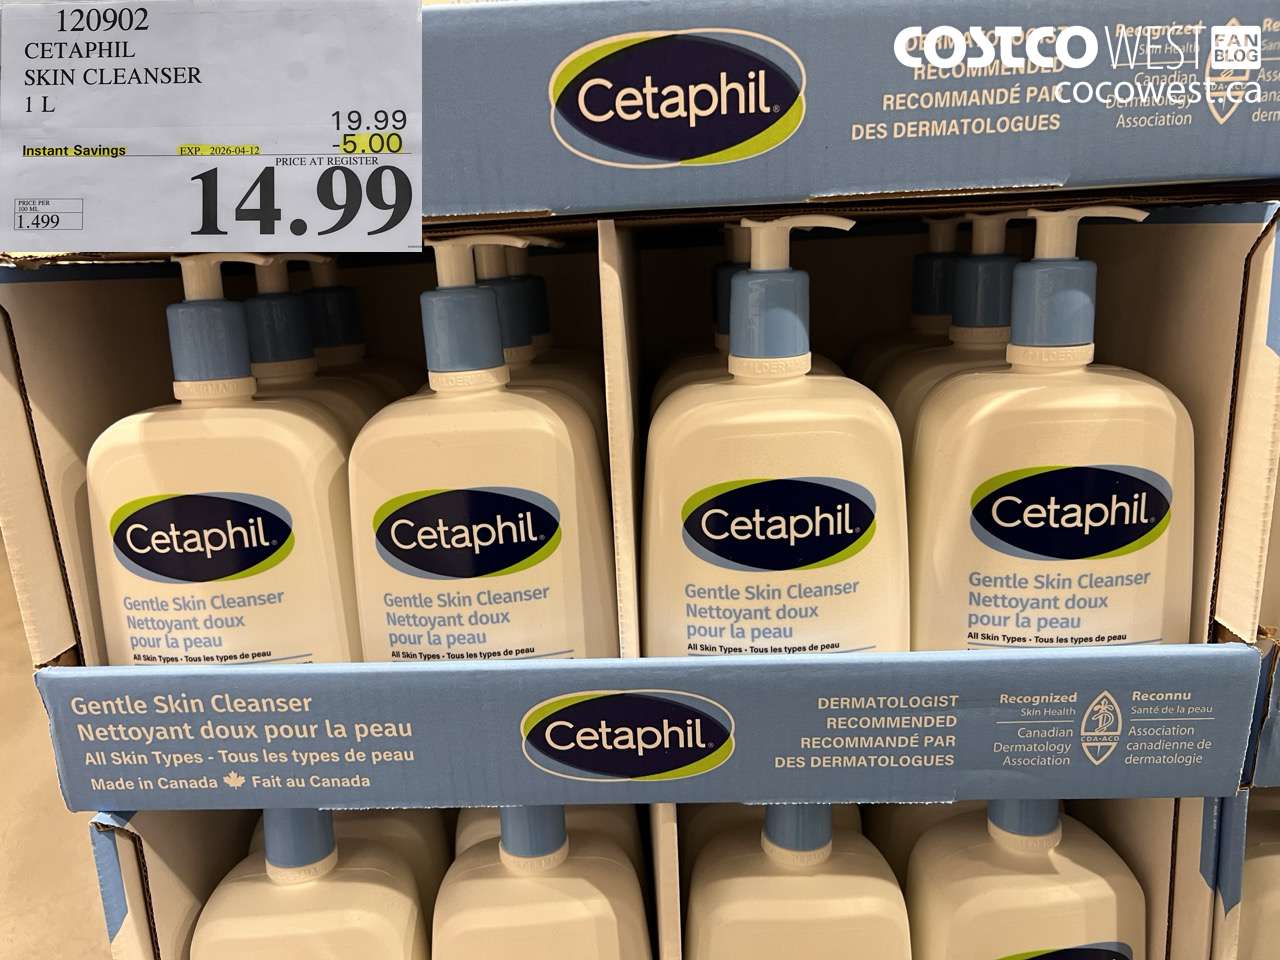 120902
CETAPHIL
SKIN CLEANSER
1 L
19.99
Instant Savings EXP. 2026-04-12 -5.00
PRICE AT REGISTER
14.99
PRICE PER
100 ML
1.499
Cetaphil
DERMATOLOGIST
RECOMMENDED
RECOMMANDÉ PAR
DES DERMATOLOGUES
Recognized
Skin Health
Canadian
Dermatology
Association
COSTCO WEST FAN BLOG
cocowest.ca
Cetaphil
Gentle Skin Cleanser
Nettoyant doux
pour la peau
All Skin Types • Tous les types de peau
Cetaphil
Gentle Skin Cleanser
Nettoyant doux
pour la peau
All Skin Types • Tous les types de peau
Cetaphil
Gentle Skin Cleanser
Nettoyant doux
pour la peau
All Skin Types • Tous les types de peau
Cetaphil
Gentle Skin Cleanser
Nettoyant doux
pour la peau
All Skin Types • Tous les types de peau
Gentle Skin Cleanser
Nettoyant doux pour la peau
All Skin Types - Tous les types de peau
Made in Canada Fait au Canada
Cetaphil
DERMATOLOGIST
RECOMMENDED
RECOMMANDÉ PAR
DES DERMATOLOGUES
Recognized
Skin Health
Canadian
Dermatology
Association
CDA-ACD
Reconnu
Santé de la peau
Association
canadienne de
dermatologie